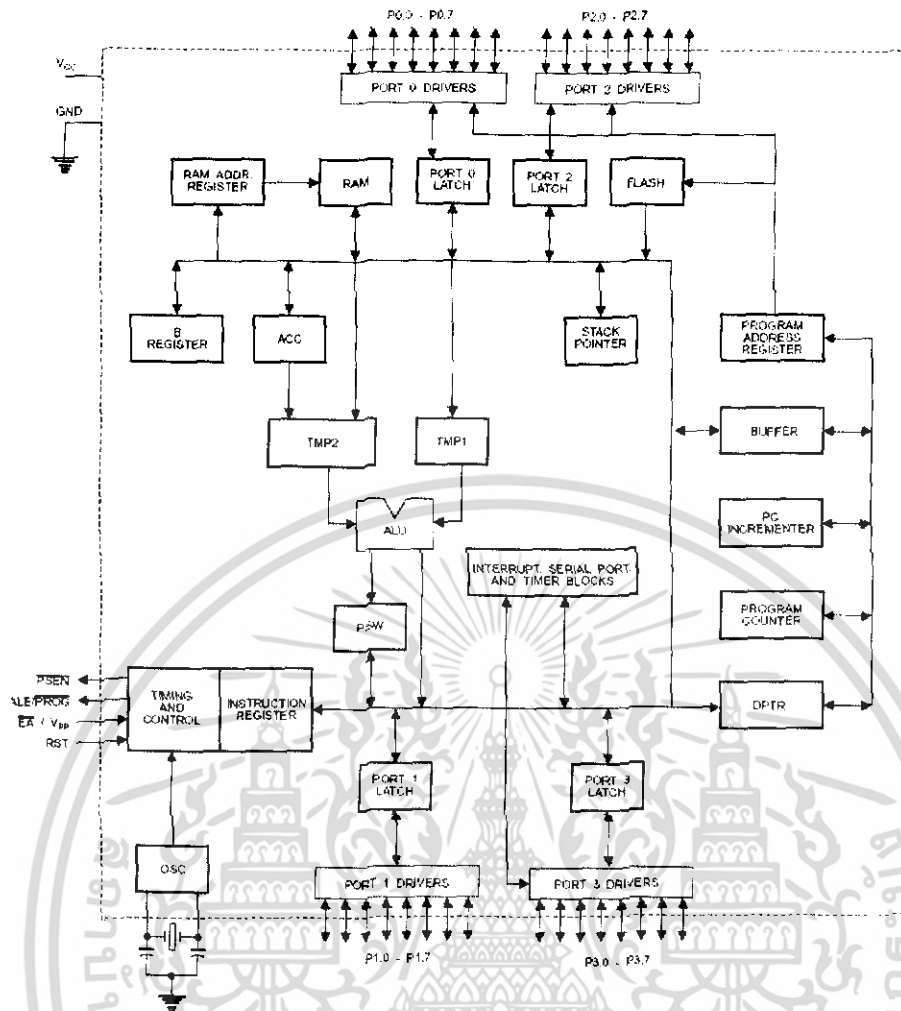 P0.0 - P0.7
P2.0 - P2.7
VCC
PORT 0 DRIVERS
PORT 2 DRIVERS
GND
RAM ADDR.
REGISTER
RAM
PORT 0
LATCH
PORT 2
LATCH
FLASH
B
REGISTER
ACC
STACK
POINTER
PROGRAM
ADDRESS
REGISTER
TMP2
TMP1
BUFFER
ALU
PC
INCREMENTER
INTERRUPT, SERIAL PORT,
AND TIMER BLOCKS
PSW
PROGRAM
COUNTER
PSEN
ALE/PROG
EA / VPP
RST
TIMING
AND
CONTROL
INSTRUCTION
REGISTER
DPTR
PORT 1
LATCH
PORT 3
LATCH
OSC
PORT 1 DRIVERS
PORT 3 DRIVERS
P1.0 - P1.7
P3.0 - P3.7